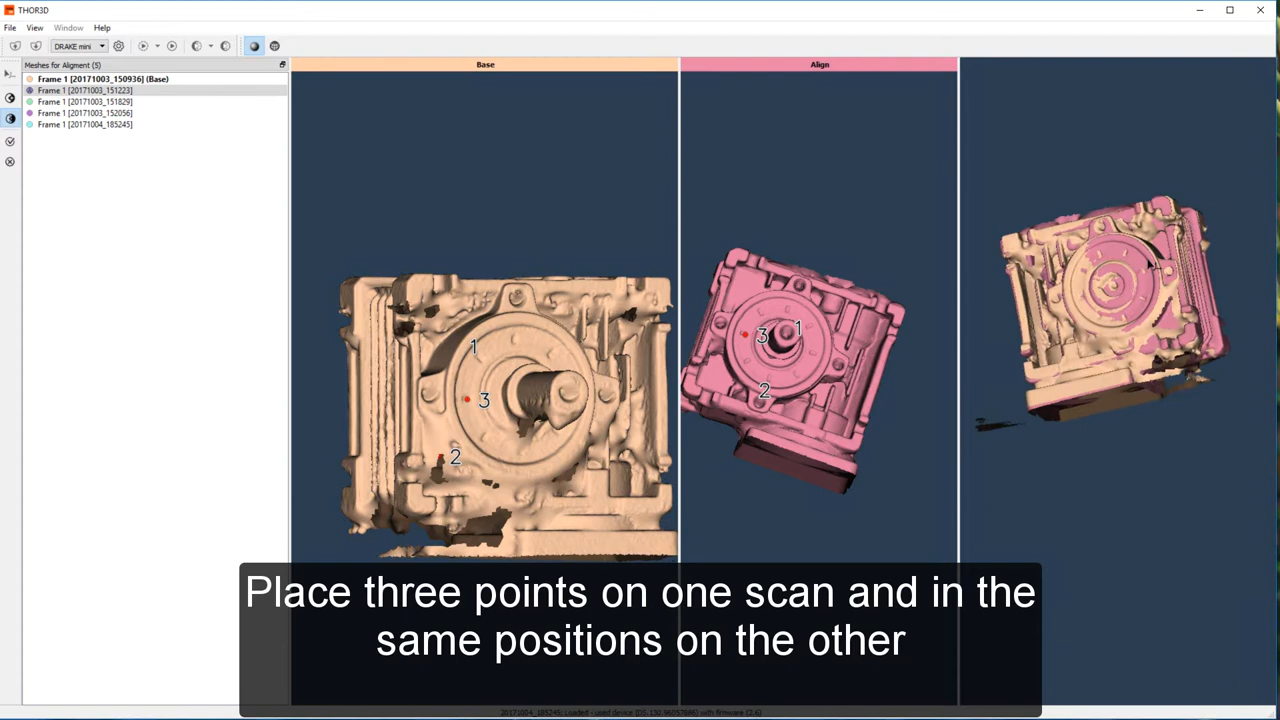 THOR3D
File View Window Help
DRAKE mini
Meshes for Aligment (5)
Frame 1 [20171003_150936] (Base)
Frame 1 [20171003_151223]
Frame 1 [20171003_151829]
Frame 1 [20171003_152056]
Frame 1 [20171004_185245]
Base
Align
1
3
2
3
1
2
Place three points on one scan and in the
same positions on the other